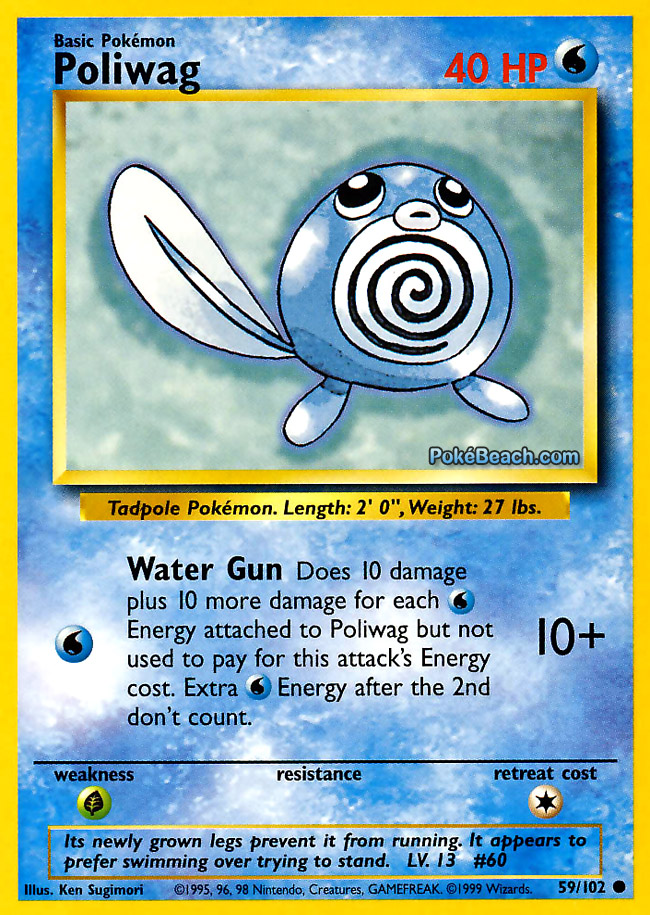 Basic Pokémon
Poliwag
40 HP
PokéBeach.com
Tadpole Pokémon. Length: 2' 0", Weight: 27 lbs.
Water Gun Does 10 damage
plus 10 more damage for each
Energy attached to Poliwag but not
used to pay for this attack's Energy
cost. Extra Energy after the 2nd
don't count.
10+
weakness resistance retreat cost
Its newly grown legs prevent it from running. It appears to
prefer swimming over trying to stand. LV. 13 #60
Illus. Ken Sugimori ©1995, 96, 98 Nintendo, Creatures, GAMEFREAK. ©1999 Wizards. 59/102